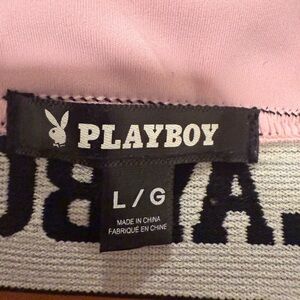 PLAYBOY
L / G
MADE IN CHINA
FABRIQUÉ EN CHINE